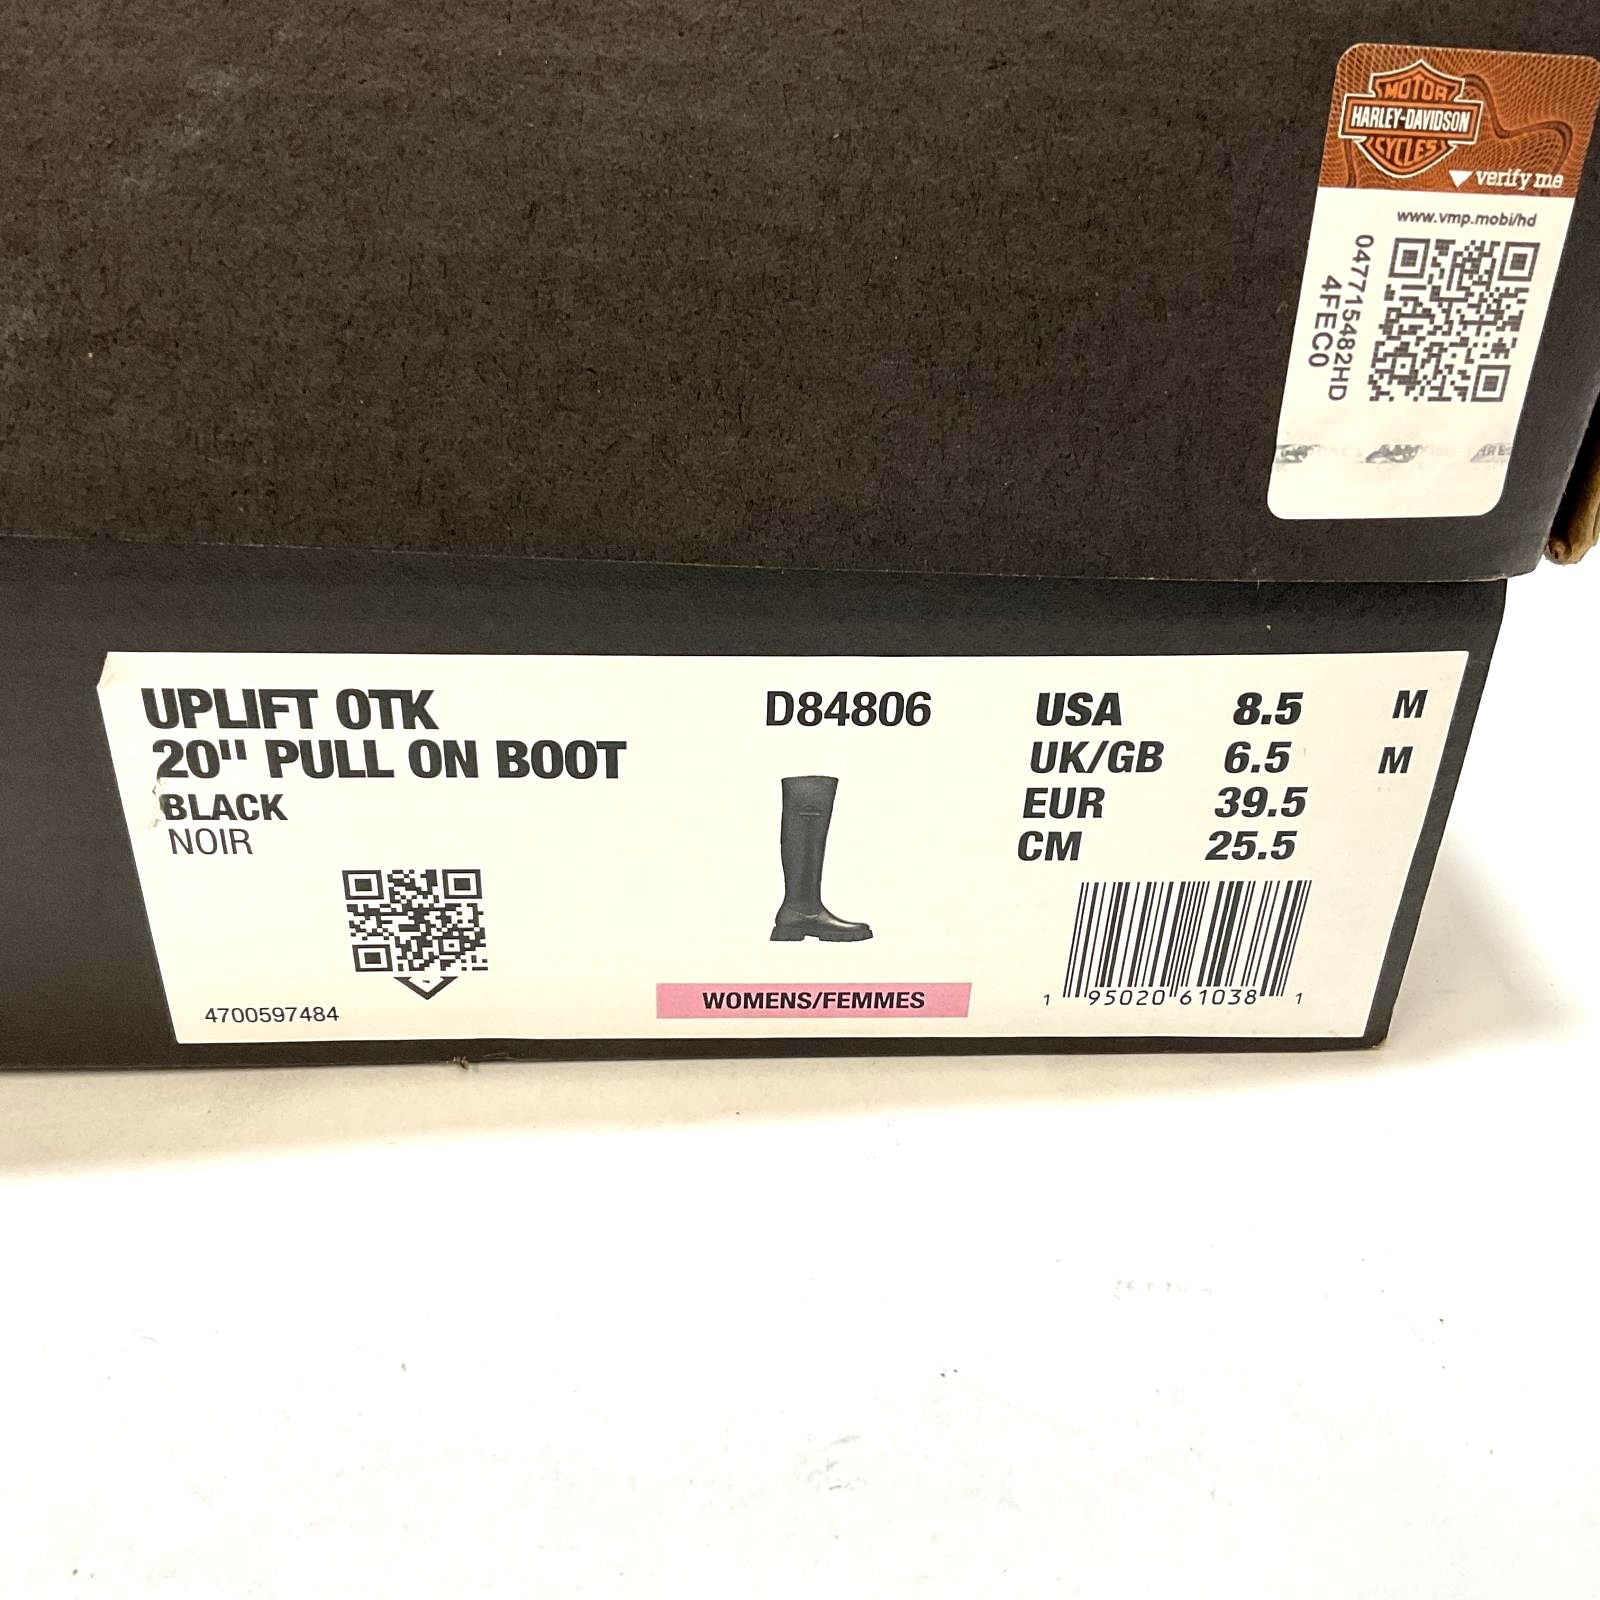 MOTOR
HARLEY-DAVIDSON
CYCLES
verify me
www.vmp.mobi/hd
047715482HD
4FEC0
UPLIFT OTK
20" PULL ON BOOT
BLACK
NOIR
4700597484
D84806
WOMENS/FEMMES
USA 8.5 M
UK/GB 6.5 M
EUR 39.5
CM 25.5
1 95020 61038 1